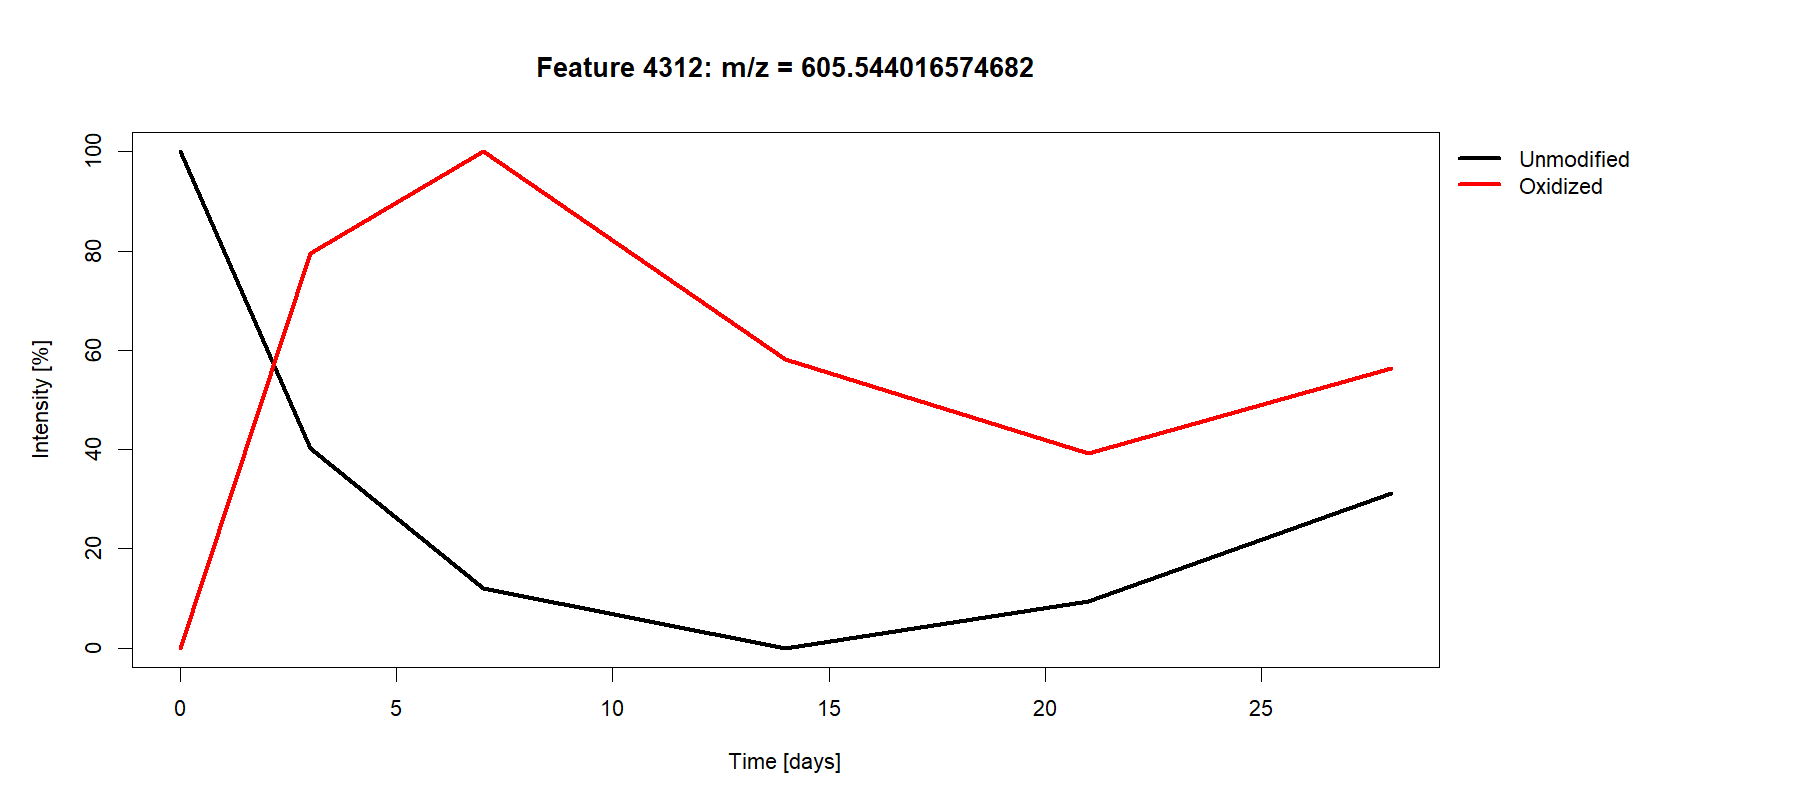 Feature 4312: m/z = 605.544016574682
Unmodified
Oxidized
Intensity [%]
100
80
60
40
20
0
0 5 10 15 20 25
Time [days]